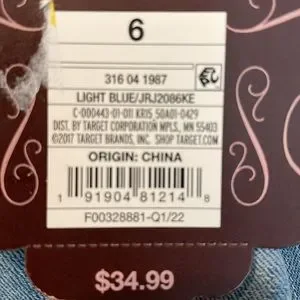 6
316 04 1987
LIGHT BLUE/JRJ2086KE
C-000443-01-011 KR15 50A01-0429
DIST. BY TARGET CORPORATION MPLS, MN 55403
©2017 TARGET BRANDS, INC. SHOP TARGET.COM
ORIGIN: CHINA
1 91904 81214 8
F00328881-Q1/22
$34.99